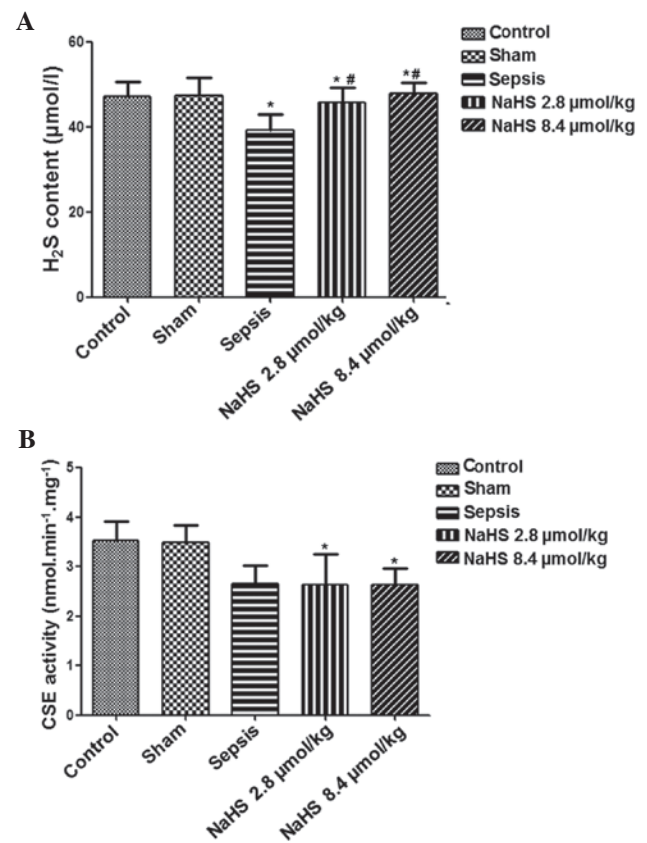 A
60
40
20
0
H2S content (μmol/l)
*
* #
*#
Control
Sham
Sepsis
NaHS 2.8 μmol/kg
NaHS 8.4 μmol/kg
Control
Sham
Sepsis
NaHS 2.8 μmol/kg
NaHS 8.4 μmol/kg
B
5
4
3
2
1
0
CSE activity (nmol.min-1.mg-1)
*
*
Control
Sham
Sepsis
NaHS 2.8 μmol/kg
NaHS 8.4 μmol/kg
Control
Sham
Sepsis
NaHS 2.8 μmol/kg
NaHS 8.4 μmol/kg